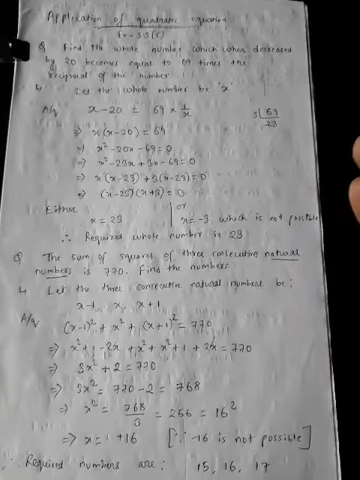 Application of quadratic equation
Ex-33(C)
Q Find the whole number which when decreased
by 20 becomes equal to 69 times the
reciprocal of the number
↳ Let the whole number be 'x'
A/q x - 20 = 69 × 1/x
3 | 69
23
⇒ x(x-20) = 69
⇒ x² - 20x - 69 = 0
⇒ x² - 23x + 3x - 69 = 0
⇒ x(x-23) + 3(x-23) = 0
⇒ (x-23)(x+3) = 0
Either | or
x = 23 | x = -3 which is not possible
∴ Required whole number is 23
Q The sum of squares of three consecutive natural
numbers is 770. Find the numbers
↳ Let the three consecutive natural numbers be:
x-1, x, x+1
A/q
(x-1)² + x² + (x+1)² = 770
⇒ x² + 1 - 2x + x² + x² + 1 + 2x = 770
⇒ 3x² + 2 = 770
⇒ 3x² = 770 - 2 = 768
⇒ x² = 768/3 = 256 = 16²
⇒ x = +16 [∵ -16 is not possible]
∴ Required numbers are: 15, 16, 17